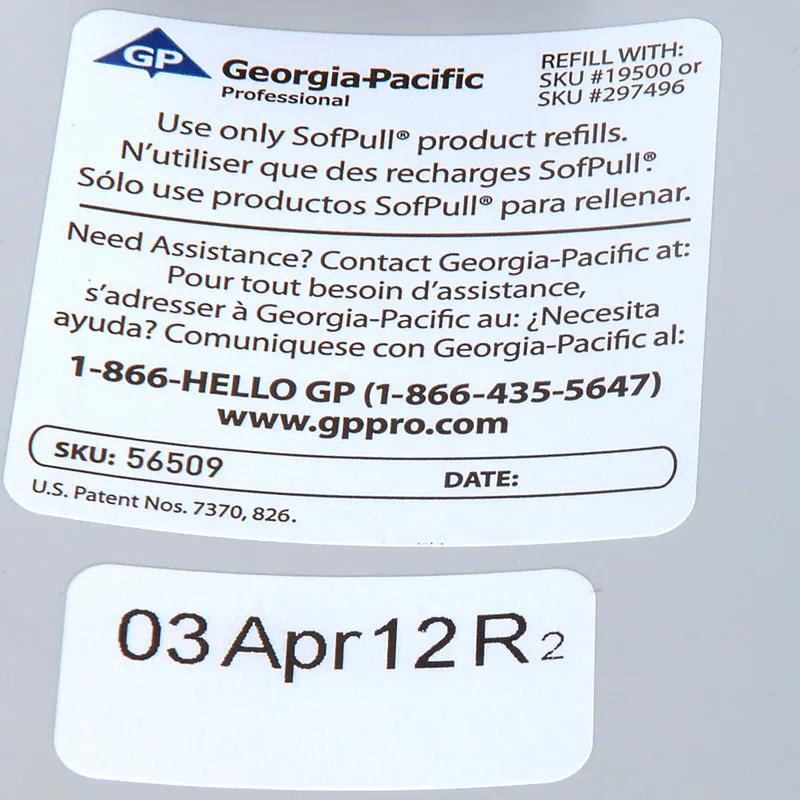 GP
Georgia-Pacific
Professional
REFILL WITH:
SKU #19500 or
SKU #297496
Use only SofPull® product refills.
N'utiliser que des recharges SofPull®.
Sólo use productos SofPull® para rellenar.
Need Assistance? Contact Georgia-Pacific at:
Pour tout besoin d'assistance,
s'adresser à Georgia-Pacific au: ¿Necesita
ayuda? Comuniquese con Georgia-Pacific al:
1-866-HELLO GP (1-866-435-5647)
www.gppro.com
SKU: 56509
DATE:
U.S. Patent Nos. 7370, 826.
03 Apr 12 R 2